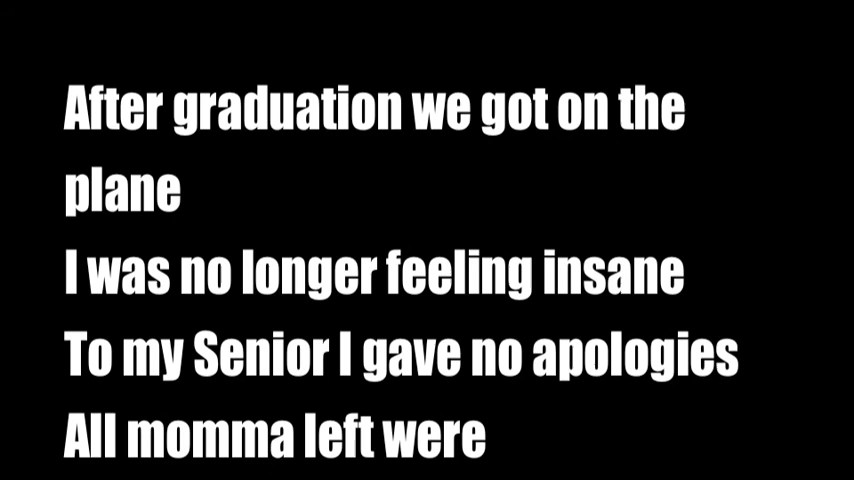 After graduation we got on the
plane
I was no longer feeling insane
To my Senior I gave no apologies
All momma left were